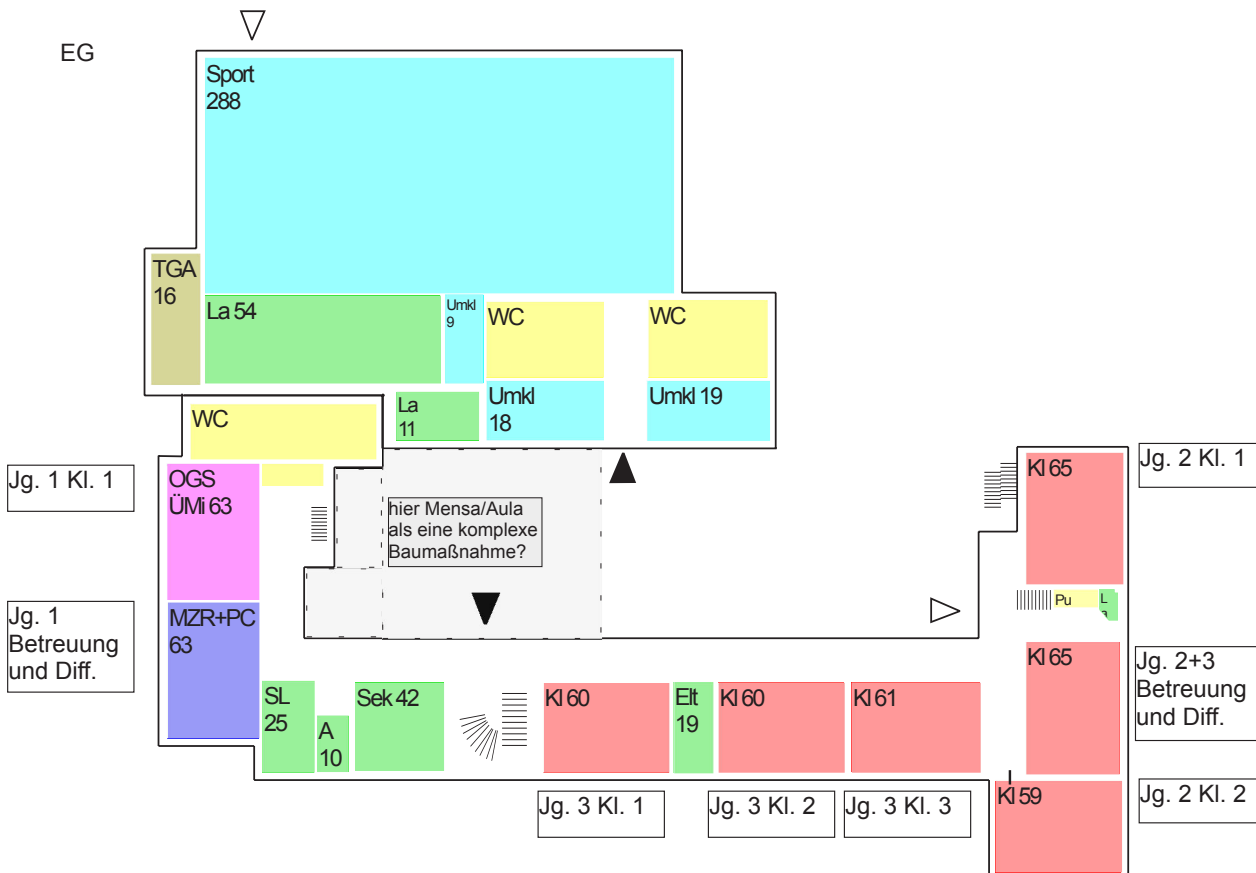 EG
Sport
288
TGA
16
La 54
Umkl
9
WC
WC
La
11
Umkl
18
Umkl 19
WC
Jg. 1 Kl. 1
OGS
ÜMi 63
hier Mensa/Aula
als eine komplexe
Baumaßnahme?
Kl 65
Jg. 2 Kl. 1
Pu
L
a
Jg. 1
Betreuung
und Diff.
MZR+PC
63
Kl 65
Jg. 2+3
Betreuung
und Diff.
SL
25
A
10
Sek 42
Kl 60
Elt
19
Kl 60
Kl 61
Kl 59
Jg. 3 Kl. 1
Jg. 3 Kl. 2
Jg. 3 Kl. 3
Jg. 2 Kl. 2